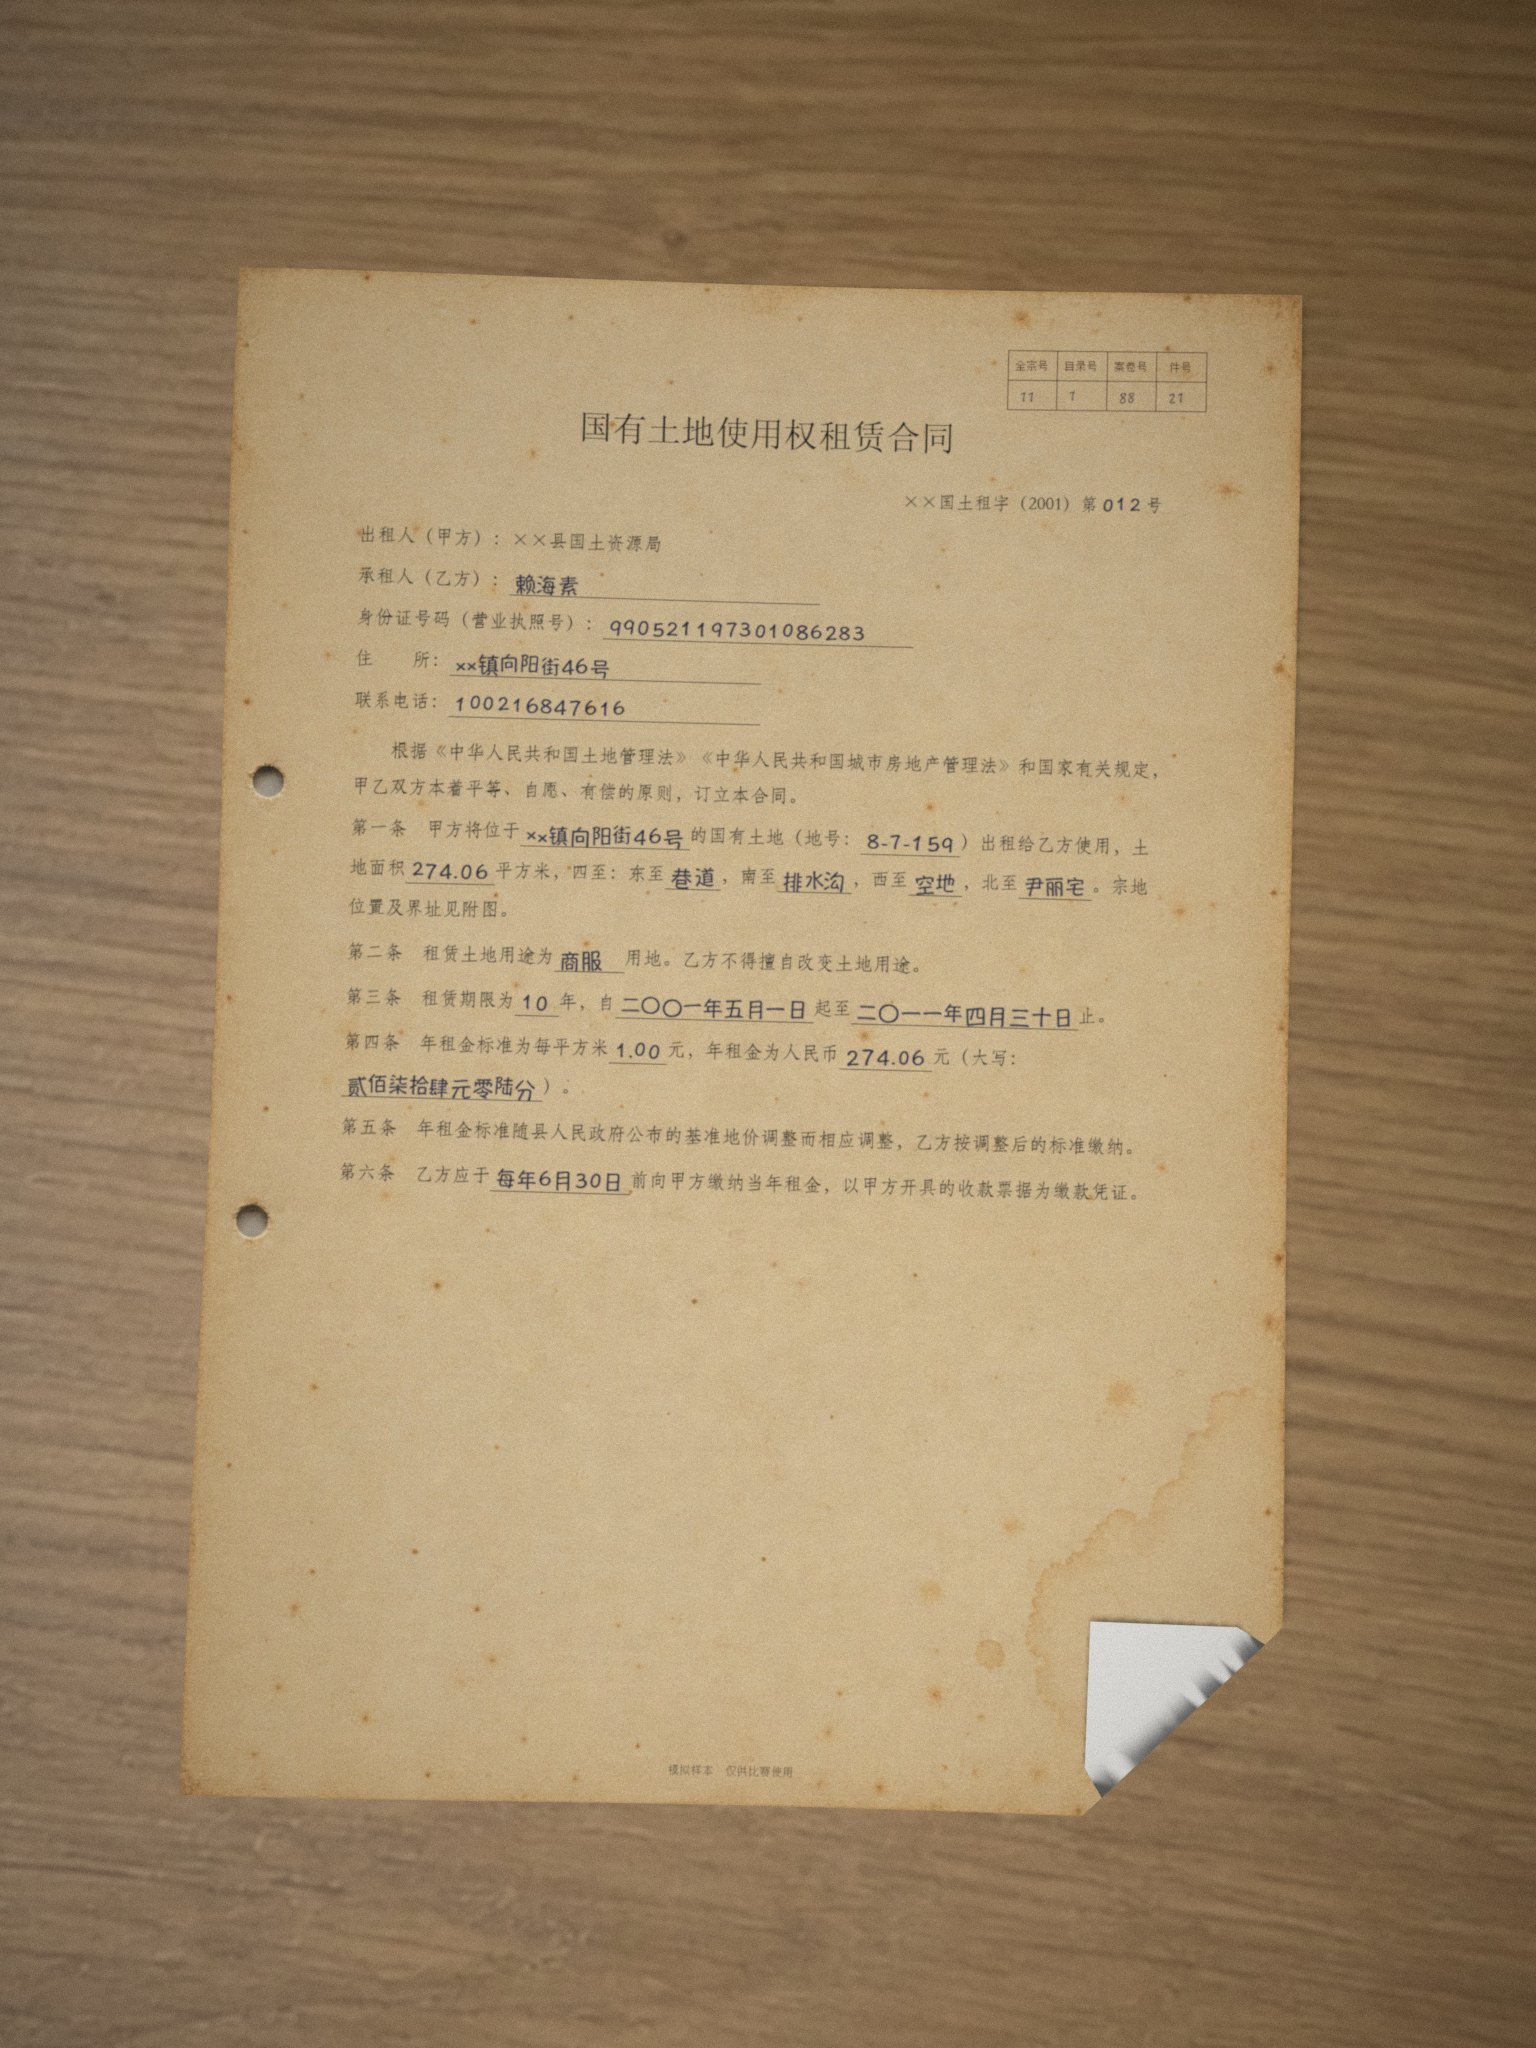 全宗号 目录号 案卷号 件号
11 1 88 21
国有土地使用权租赁合同
××国土租字（2001）第012号
出租人（甲方）：××县国土资源局
承租人（乙方）：赖海素
身份证号码（营业执照号）：990521197301086283
住　　所：××镇向阳街46号
联系电话：100216847616
根据《中华人民共和国土地管理法》《中华人民共和国城市房地产管理法》和国家有关规定，
甲乙双方本着平等、自愿、有偿的原则，订立本合同。
第一条　甲方将位于××镇向阳街46号的国有土地（地号：8-7-159）出租给乙方使用，土
地面积274.06平方米，四至：东至巷道，南至排水沟，西至空地，北至尹丽宅。宗地
位置及界址见附图。
第二条　租赁土地用途为商服用地。乙方不得擅自改变土地用途。
第三条　租赁期限为10年，自二〇〇一年五月一日起至二〇一一年四月三十日止。
第四条　年租金标准为每平方米1.00元，年租金为人民币274.06元（大写：
贰佰柒拾肆元零陆分）。
第五条　年租金标准随县人民政府公布的基准地价调整而相应调整，乙方按调整后的标准缴纳。
第六条　乙方应于每年6月30日前向甲方缴纳当年租金，以甲方开具的收款票据为缴款凭证。
模拟样本　仅供比赛使用